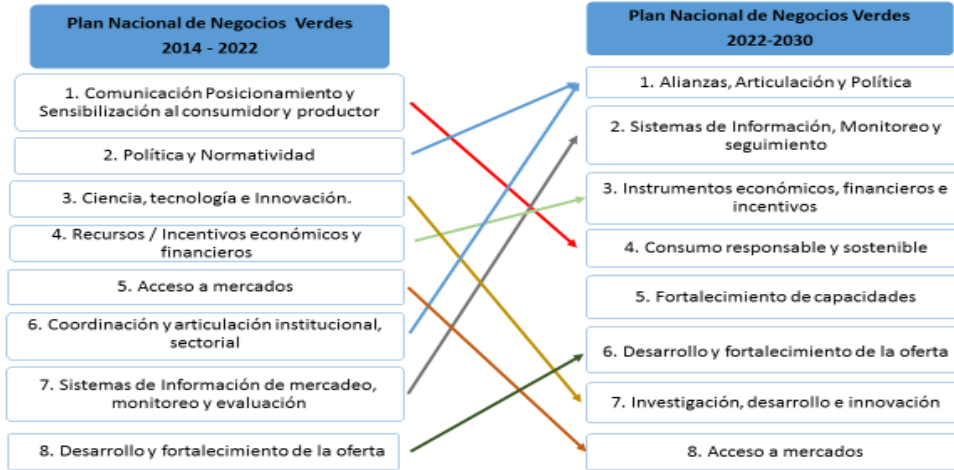 Plan Nacional de Negocios Verdes
2014 - 2022
1. Comunicación Posicionamiento y
Sensibilización al consumidor y productor
2. Política y Normatividad
3. Ciencia, tecnología e Innovación.
4. Recursos / Incentivos económicos y
financieros
5. Acceso a mercados
6. Coordinación y articulación institucional,
sectorial
7. Sistemas de Información de mercadeo,
monitoreo y evaluación
8. Desarrollo y fortalecimiento de la oferta
Plan Nacional de Negocios Verdes
2022-2030
1. Alianzas, Articulación y Política
2. Sistemas de Información, Monitoreo y
seguimiento
3. Instrumentos económicos, financieros e
incentivos
4. Consumo responsable y sostenible
5. Fortalecimiento de capacidades
6. Desarrollo y fortalecimiento de la oferta
7. Investigación, desarrollo e innovación
8. Acceso a mercados